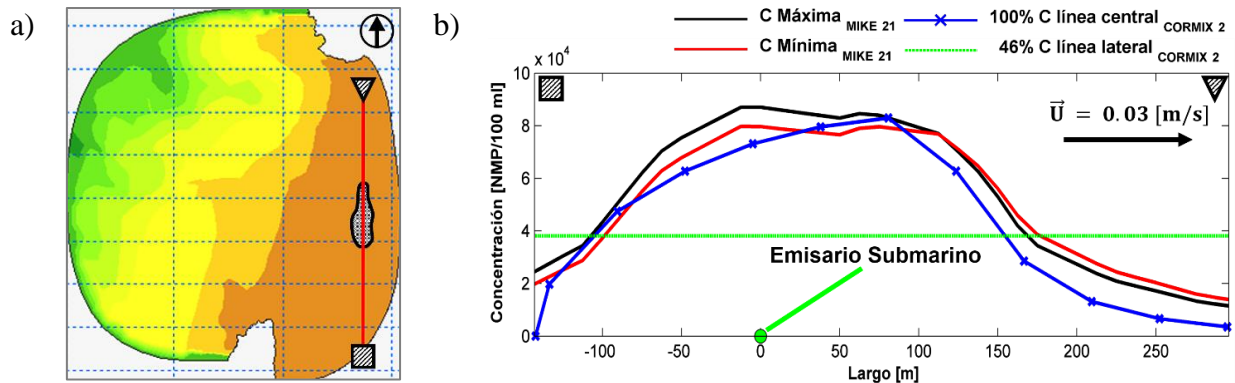 a)
b)
C Máxima MIKE 21
100% C línea central CORMIX 2
C Mínima MIKE 21
46% C línea lateral CORMIX 2
x 10⁴
10
8
6
4
2
0
Concentración [NMP/100 ml]
U⃗ = 0.03 [m/s]
Emisario Submarino
-100 -50 0 50 100 150 200 250
Largo [m]